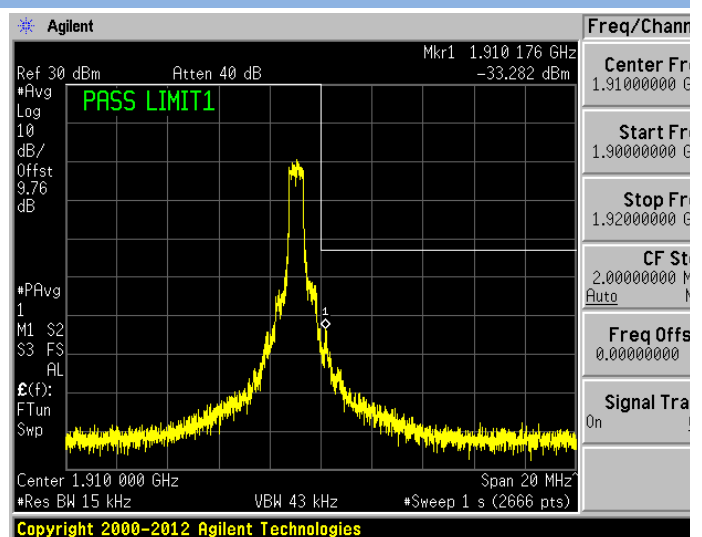 Agilent
Freq/Chann
Mkr1 1.910 176 GHz
Ref 30 dBm Atten 40 dB -33.282 dBm
#Avg
Log
10
dB/
Offst
9.76
dB
PASS LIMIT1
1
#PAvg
1
M1 S2
S3 FS
AL
£(f):
FTun
Swp
Center 1.910 000 GHz Span 20 MHz^
#Res BW 15 kHz VBW 43 kHz #Sweep 1 s (2666 pts)
Copyright 2000-2012 Agilent Technologies
Center Fr
1.91000000 G
Start Fr
1.90000000 G
Stop Fr
1.92000000 G
CF St
2.00000000 M
Auto
Freq Offs
0.00000000
Signal Tra
On